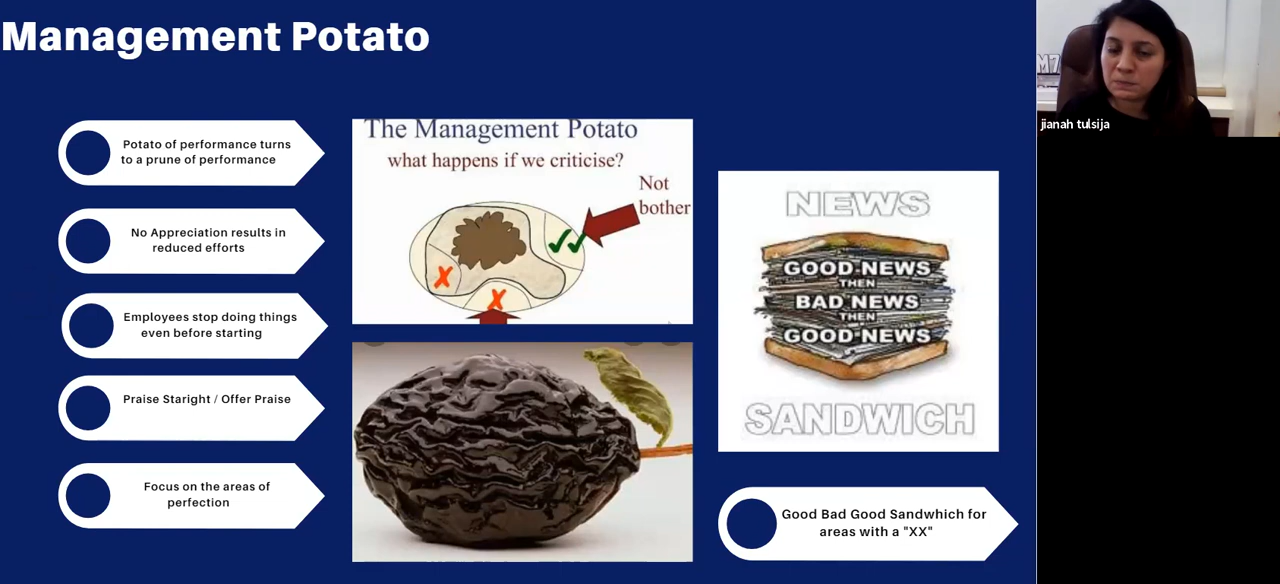 Management Potato
Potato of performance turns
to a prune of performance
No Appreciation results in
reduced efforts
Employees stop doing things
even before starting
Praise Staright / Offer Praise
Focus on the areas of
perfection
The Management Potato
what happens if we criticise?
Not
bother
NEWS
GOOD NEWS
THEN
BAD NEWS
THEN
GOOD NEWS
SANDWICH
Good Bad Good Sandwhich for
areas with a "XX"
M7
jianah tulsija